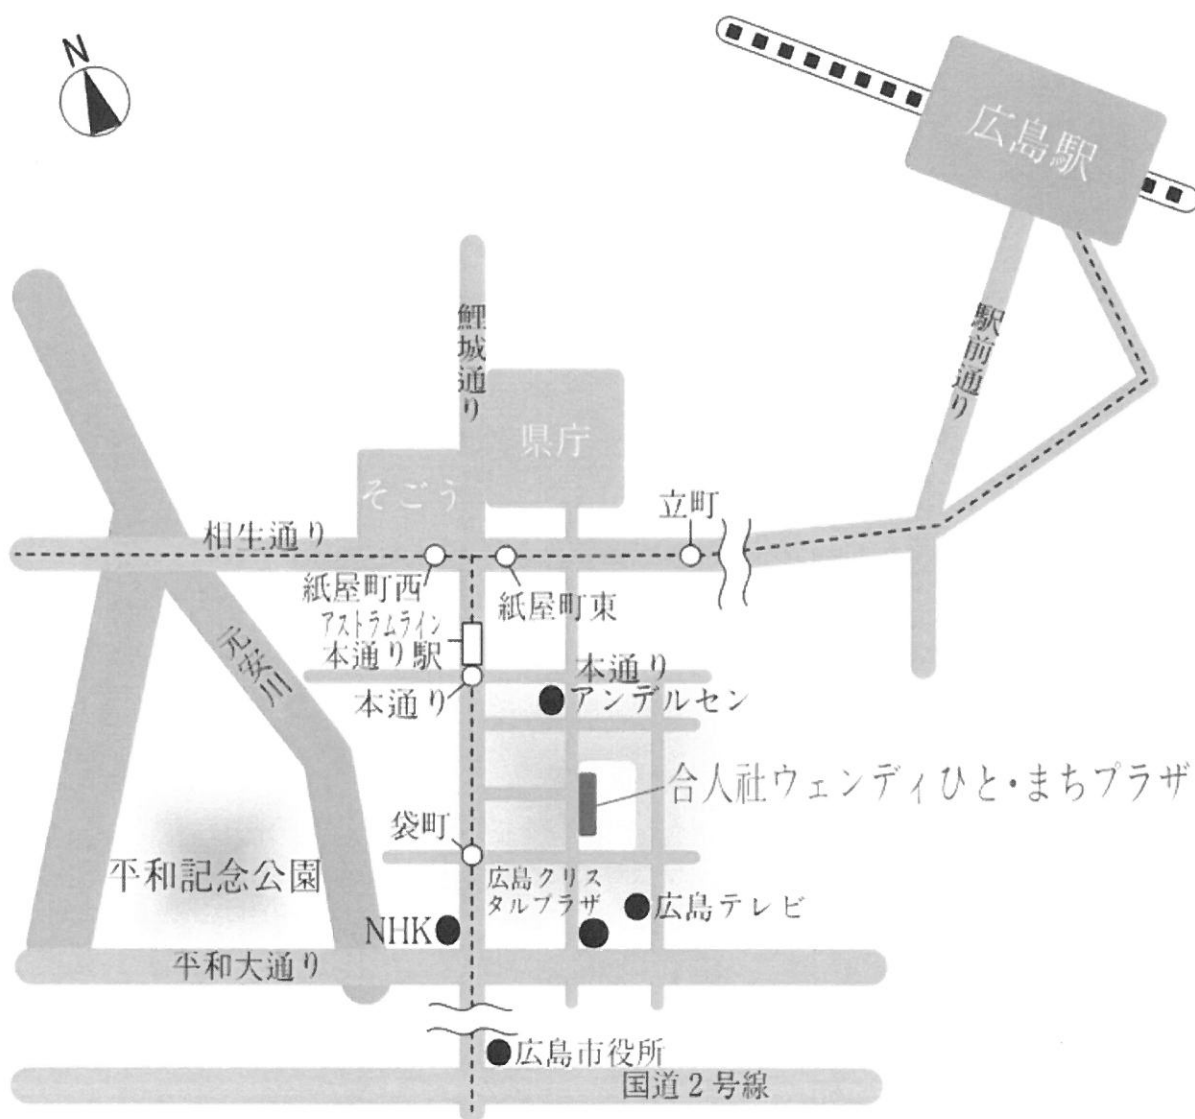 N
広島駅
鯉城通り
駅前通り
県庁
そごう
立町
相生通り
紙屋町西
紙屋町東
アストラムライン
本通り駅
本通り
本通り
アンデルセン
元安川
合人社ウェンディひと・まちプラザ
袋町
平和記念公園
広島クリス
タルプラザ
広島テレビ
NHK
平和大通り
広島市役所
国道2号線